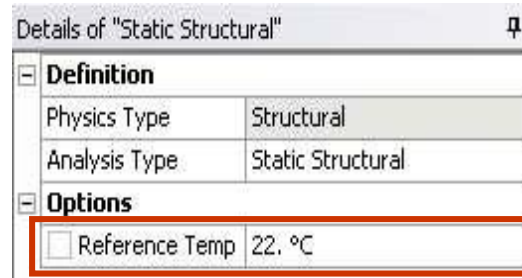 Details of "Static Structural"
Definition
Physics Type Structural
Analysis Type Static Structural
Options
Reference Temp 22. °C